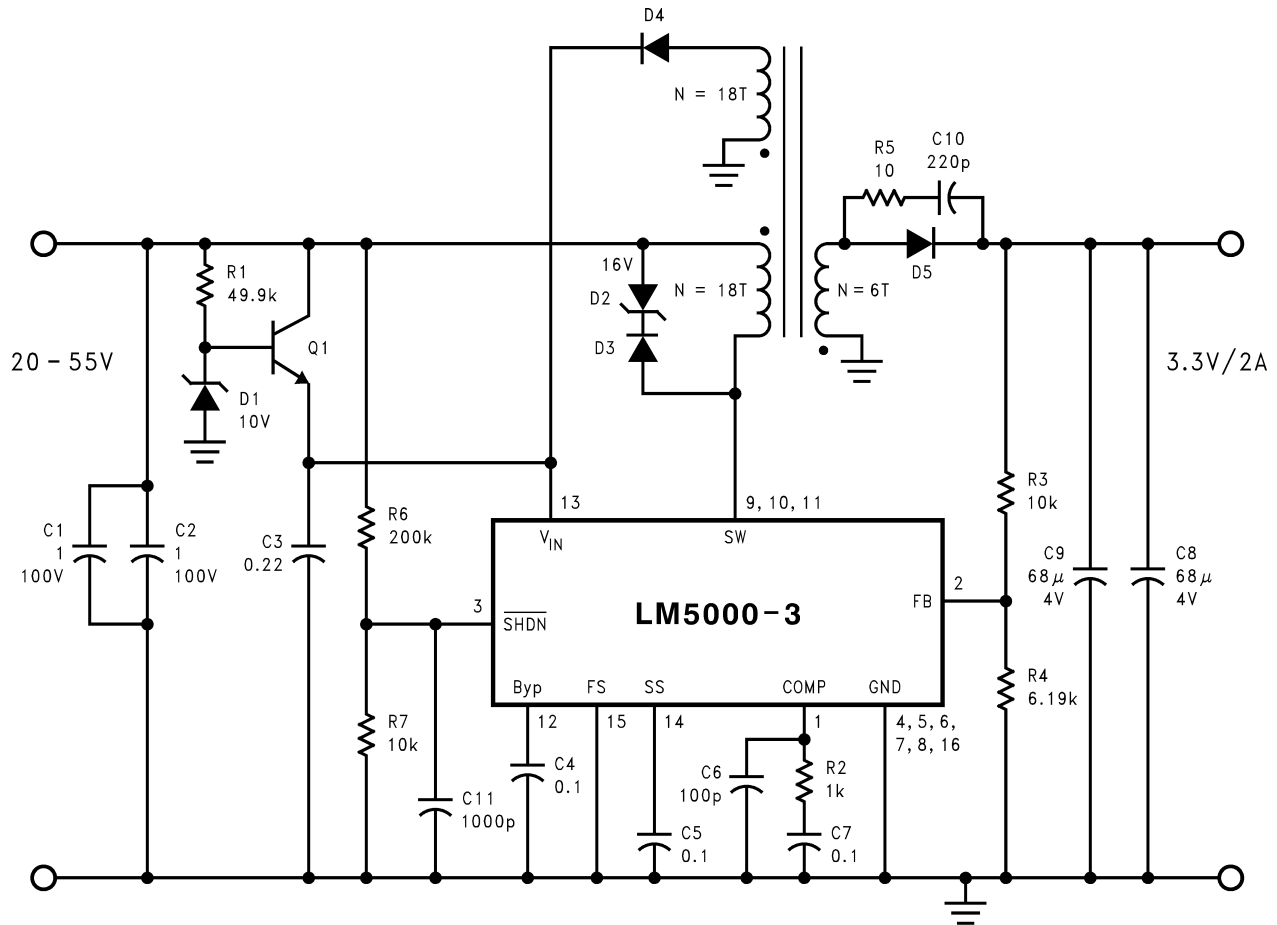 D4
N = 18T
C10
220p
R5
10
D5
16V
D2
D3
N = 18T
N = 6T
R1
49.9k
Q1
D1
10V
20 – 55V
3.3V/2A
C1
1
100V
C2
1
100V
C3
0.22
R6
200k
13
VIN
9, 10, 11
SW
R3
10k
C9
68μ
4V
C8
68μ
4V
2
FB
3
SHDN
LM5000-3
R4
6.19k
Byp
FS
SS
COMP
GND
12
15
14
1
4, 5, 6,
7, 8, 16
R7
10k
C4
0.1
C6
100p
R2
1k
C11
1000p
C5
0.1
C7
0.1